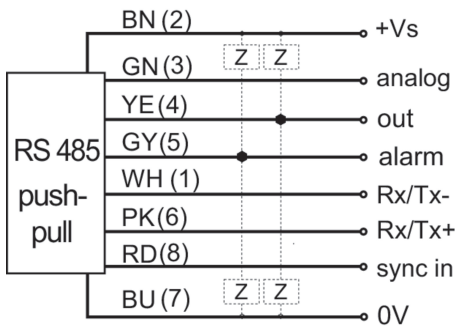 BN (2) +Vs
Z Z
GN (3) analog
YE (4) out
RS 485 GY (5) alarm
push- WH (1) Rx/Tx-
pull PK (6) Rx/Tx+
RD (8) sync in
Z Z
BU (7) 0V